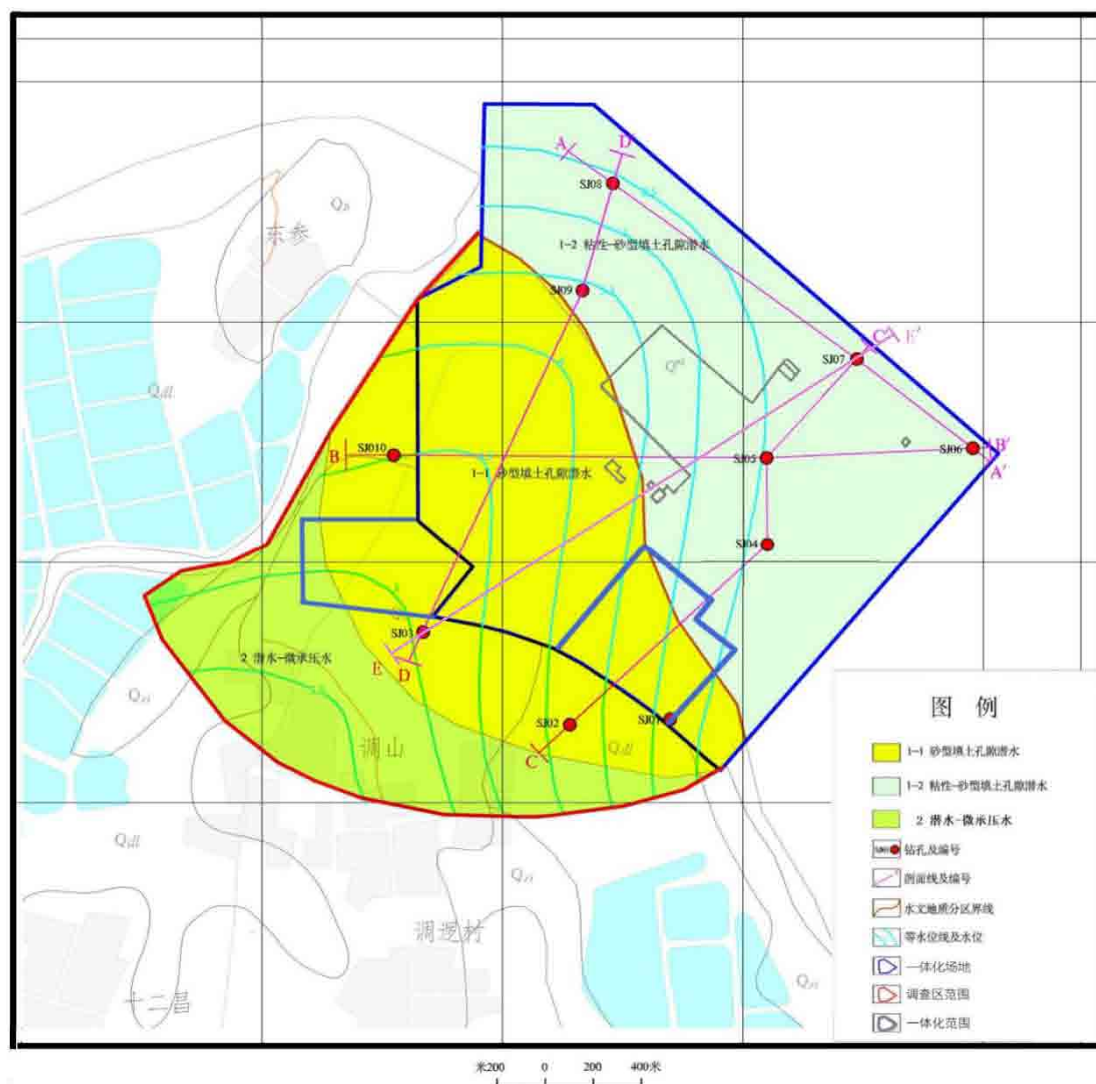 A
D
SJ08
1-2 粘性-砂型填土孔隙潜水
东参
SJ09
C'
E'
SJ07
Qdl
SJ010
B
1-1 砂型填土孔隙潜水
SJ05
SJ06
B'
A'
SJ04
SJ03
E
D
2 潜水-微承压水
调山
SJ02
SJ01
C
Qdl
Qdl
调逻村
十二昌
图 例
1-1 砂型填土孔隙潜水
1-2 粘性-砂型填土孔隙潜水
2 潜水-微承压水
钻孔及编号
剖面线及编号
水文地质分区界线
等水位线及水位
一体化场地
调查区范围
一体化范围
米200 0 200 400米